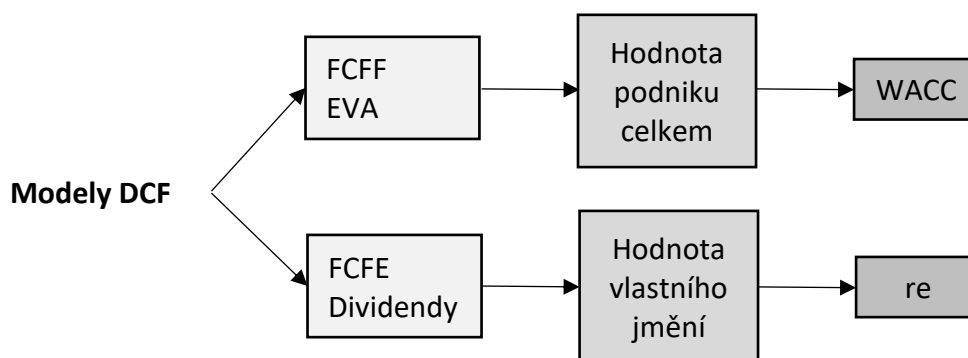 Modely DCF
FCFF
EVA
Hodnota
podniku
celkem
WACC
FCFE
Dividendy
Hodnota
vlastního
jmění
re